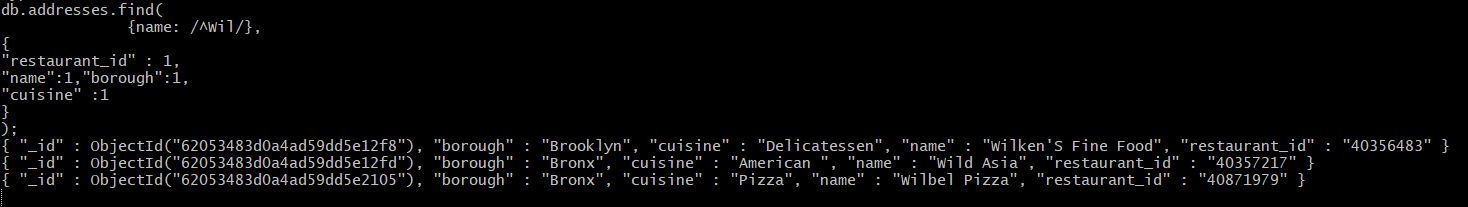 db.addresses.find(
{name: /^Wil/},
{
"restaurant_id" : 1,
"name":1,"borough":1,
"cuisine" :1
}
);
{ "_id" : ObjectId("62053483d0a4ad59dd5e12f8"), "borough" : "Brooklyn", "cuisine" : "Delicatessen", "name" : "Wilken'S Fine Food", "restaurant_id" : "40356483" }
{ "_id" : ObjectId("62053483d0a4ad59dd5e12fd"), "borough" : "Bronx", "cuisine" : "American ", "name" : "Wild Asia", "restaurant_id" : "40357217" }
{ "_id" : ObjectId("62053483d0a4ad59dd5e2105"), "borough" : "Bronx", "cuisine" : "Pizza", "name" : "Wilbel Pizza", "restaurant_id" : "40871979" }